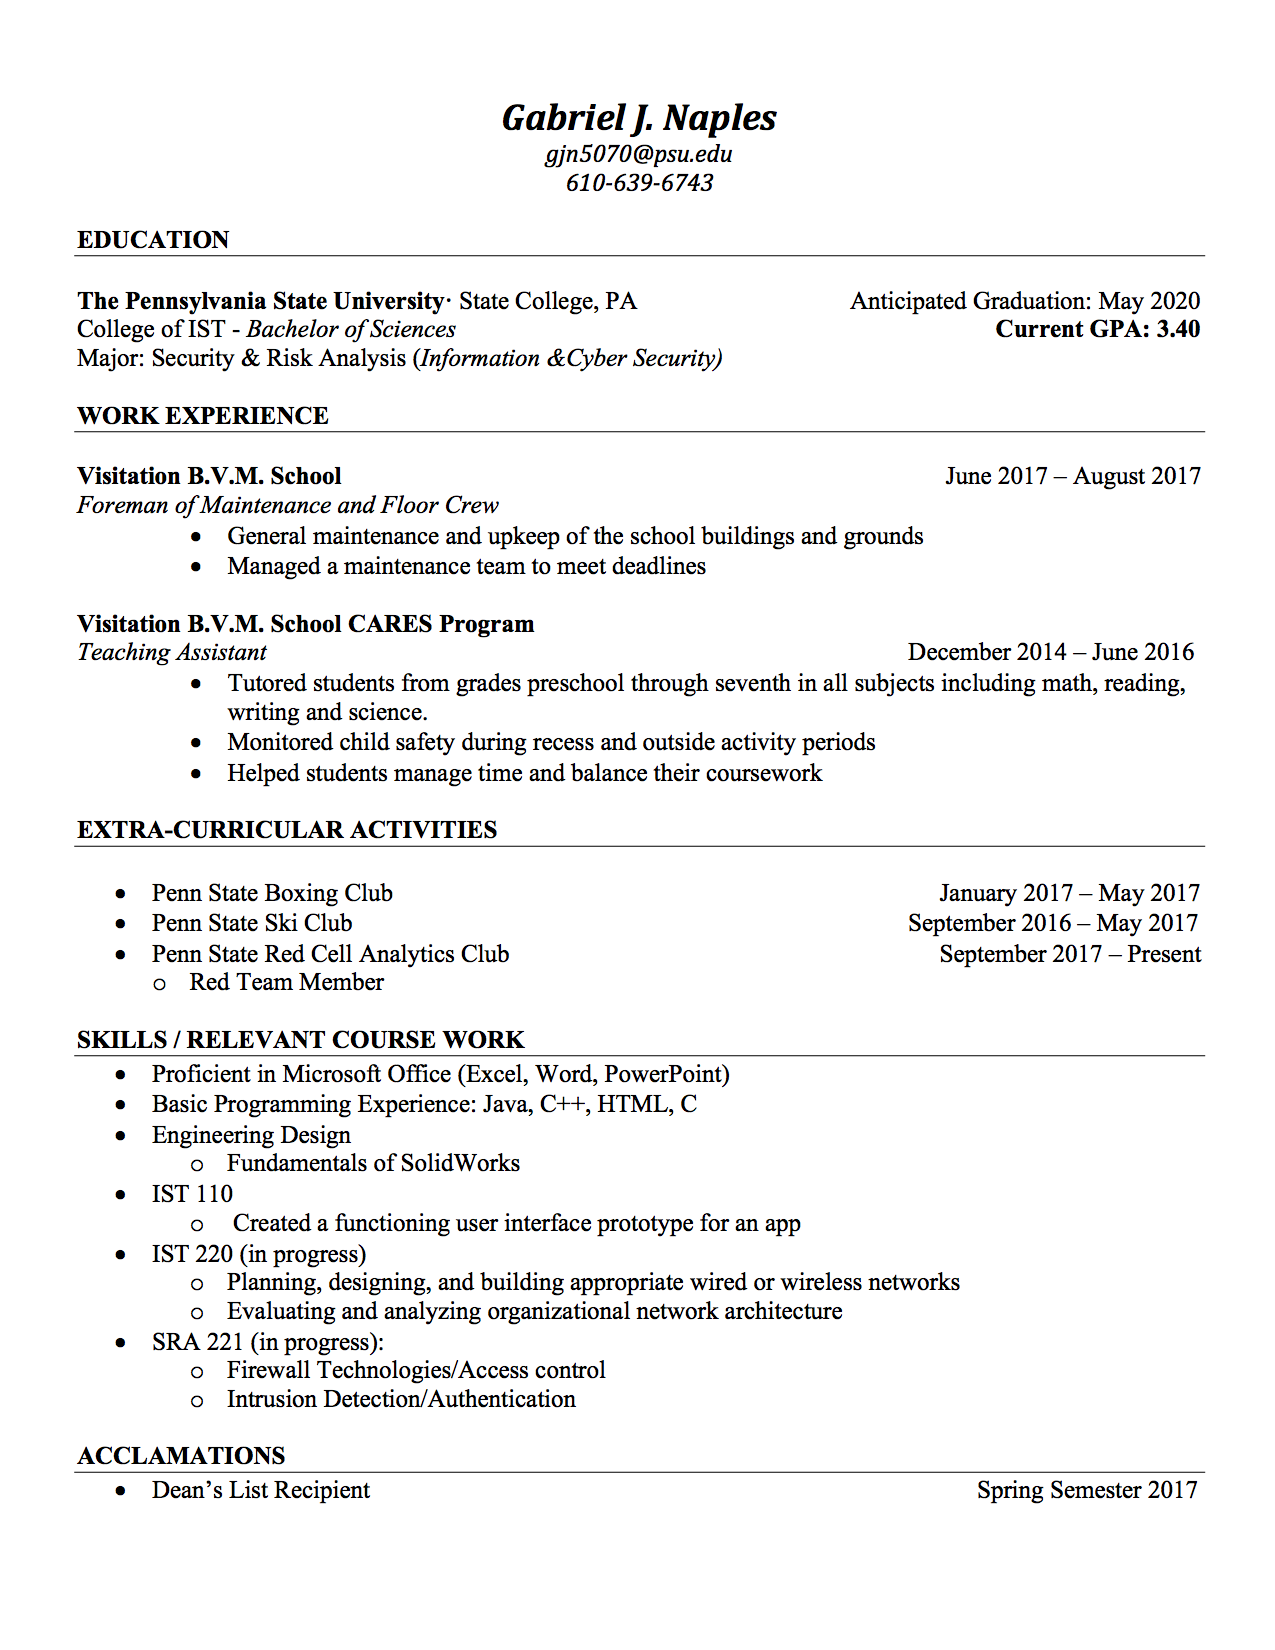 Gabriel J. Naples
gjn5070@psu.edu
610-639-6743
EDUCATION
The Pennsylvania State University· State College, PA Anticipated Graduation: May 2020
College of IST - Bachelor of Sciences Current GPA: 3.40
Major: Security & Risk Analysis (Information &Cyber Security)
WORK EXPERIENCE
Visitation B.V.M. School June 2017 – August 2017
Foreman of Maintenance and Floor Crew
• General maintenance and upkeep of the school buildings and grounds
• Managed a maintenance team to meet deadlines
Visitation B.V.M. School CARES Program
Teaching Assistant December 2014 – June 2016
• Tutored students from grades preschool through seventh in all subjects including math, reading,
writing and science.
• Monitored child safety during recess and outside activity periods
• Helped students manage time and balance their coursework
EXTRA-CURRICULAR ACTIVITIES
• Penn State Boxing Club January 2017 – May 2017
• Penn State Ski Club September 2016 – May 2017
• Penn State Red Cell Analytics Club September 2017 – Present
o Red Team Member
SKILLS / RELEVANT COURSE WORK
• Proficient in Microsoft Office (Excel, Word, PowerPoint)
• Basic Programming Experience: Java, C++, HTML, C
• Engineering Design
o Fundamentals of SolidWorks
• IST 110
o Created a functioning user interface prototype for an app
• IST 220 (in progress)
o Planning, designing, and building appropriate wired or wireless networks
o Evaluating and analyzing organizational network architecture
• SRA 221 (in progress):
o Firewall Technologies/Access control
o Intrusion Detection/Authentication
ACCLAMATIONS
• Dean’s List Recipient Spring Semester 2017